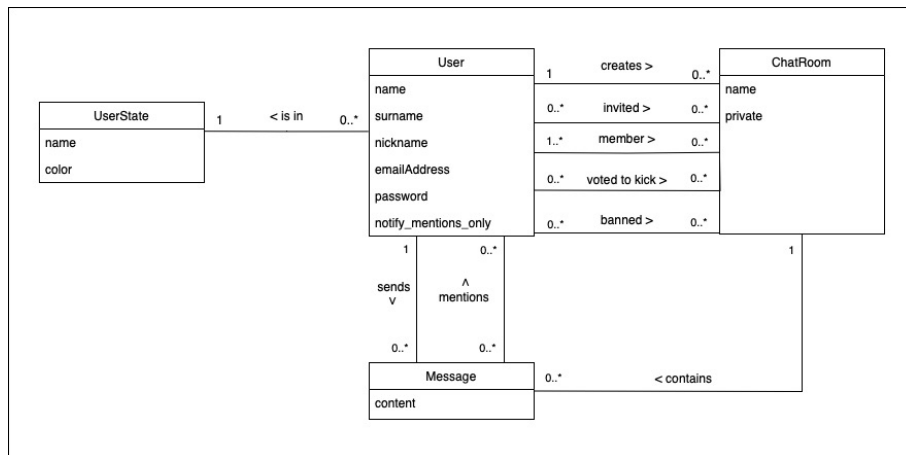 User
ChatRoom
1 creates > 0..*
name
name
0..* invited > 0..*
UserState
surname
private
1 < is in 0..*
name
nickname
1..* member > 0..*
color
emailAddress
password
0..* voted to kick > 0..*
notify_mentions_only
0..* banned > 0..*
1
0..*
1
sends
v
^
mentions
0..*
0..*
Message
0..* < contains
content